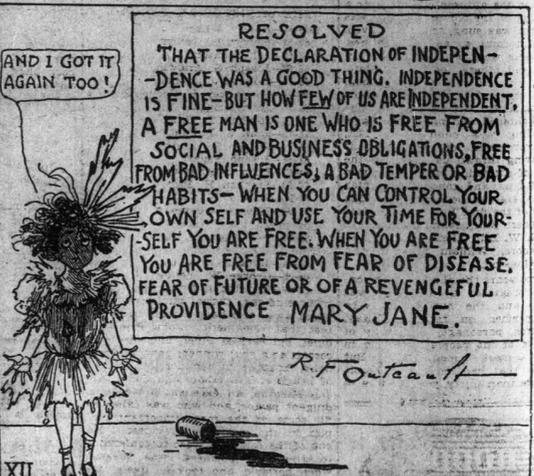 AND I GOT IT
AGAIN TOO!
RESOLVED
THAT THE DECLARATION OF INDEPEN-
-DENCE WAS A GOOD THING. INDEPENDENCE
IS FINE-BUT HOW FEW OF US ARE INDEPENDENT.
A FREE MAN IS ONE WHO IS FREE FROM
SOCIAL AND BUSINESS OBLIGATIONS, FREE
FROM BAD INFLUENCES, A BAD TEMPER OR BAD
HABITS- WHEN YOU CAN CONTROL YOUR
OWN SELF AND USE YOUR TIME FOR YOUR-
-SELF YOU ARE FREE. WHEN YOU ARE FREE
YOU ARE FREE FROM FEAR OF DISEASE.
FEAR OF FUTURE OR OF A REVENGEFUL
PROVIDENCE MARY JANE.
R.F Outcault
XII